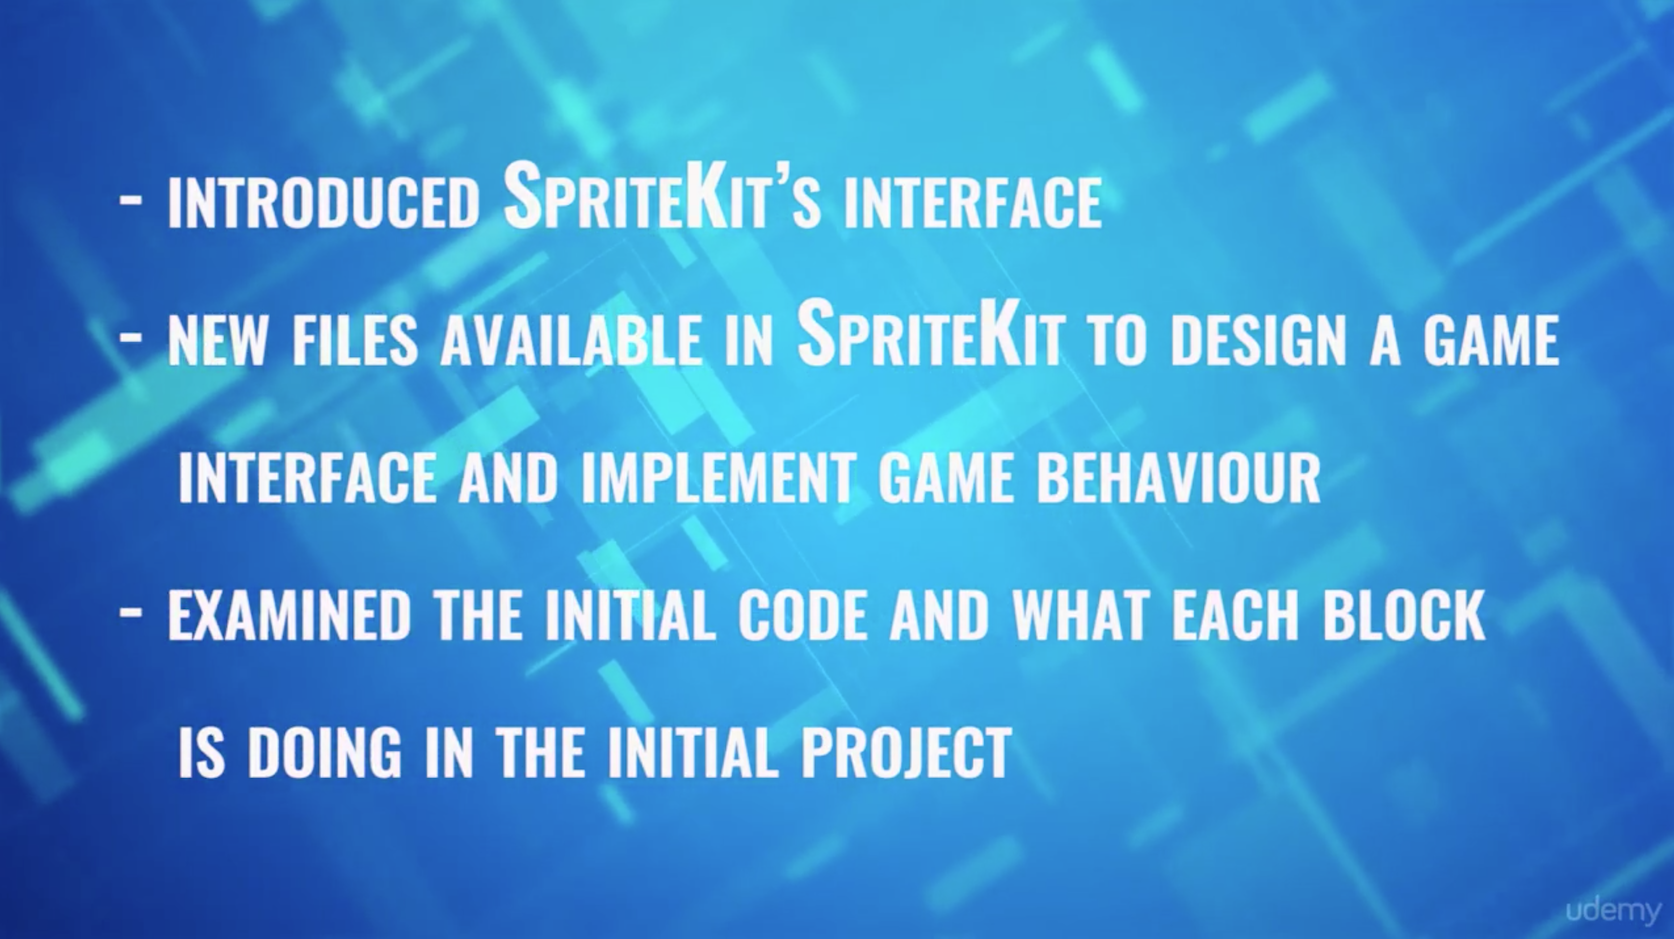 - introduced SpriteKit’s interface
- new files available in SpriteKit to design a game
interface and implement game behaviour
- examined the initial code and what each block
is doing in the initial project
udemy